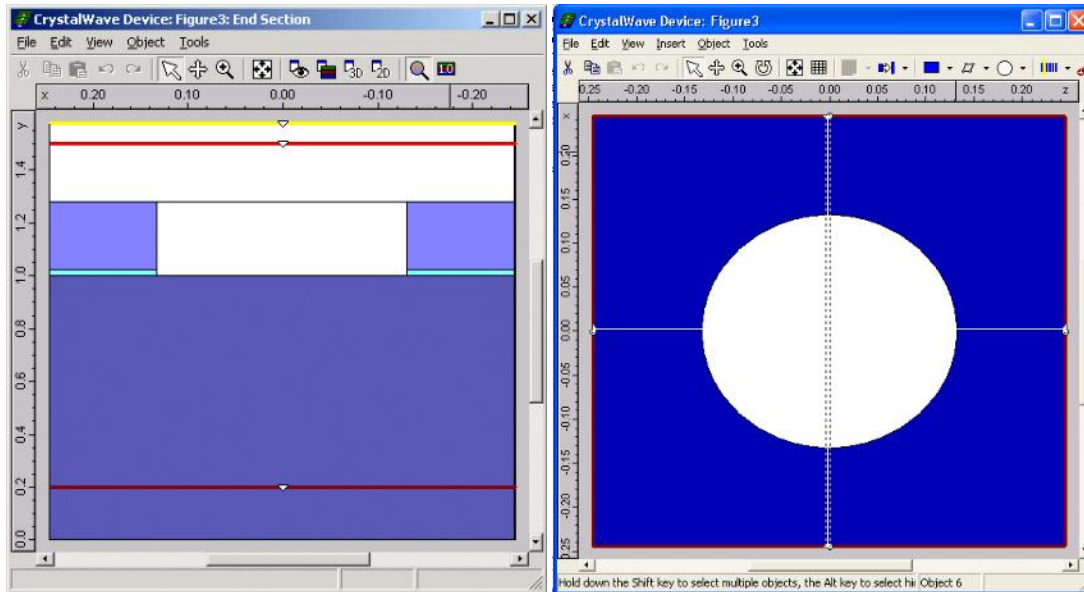 CrystalWave Device: Figure3: End Section
File Edit View Object Tools
3D 2D 1.0
x 0.20 0.10 0.00 -0.10 -0.20
y
1.4
1.2
1.0
0.8
0.6
0.4
0.2
0.0
CrystalWave Device: Figure3
File Edit View Insert Object Tools
0.25 -0.20 -0.15 -0.10 -0.05 0.00 0.05 0.10 0.15 0.20 z
x
0.20
0.15
0.10
0.05
0.00
-0.05
-0.10
-0.15
-0.20
0.25
Hold down the Shift key to select multiple objects, the Alt key to select hi Object 6